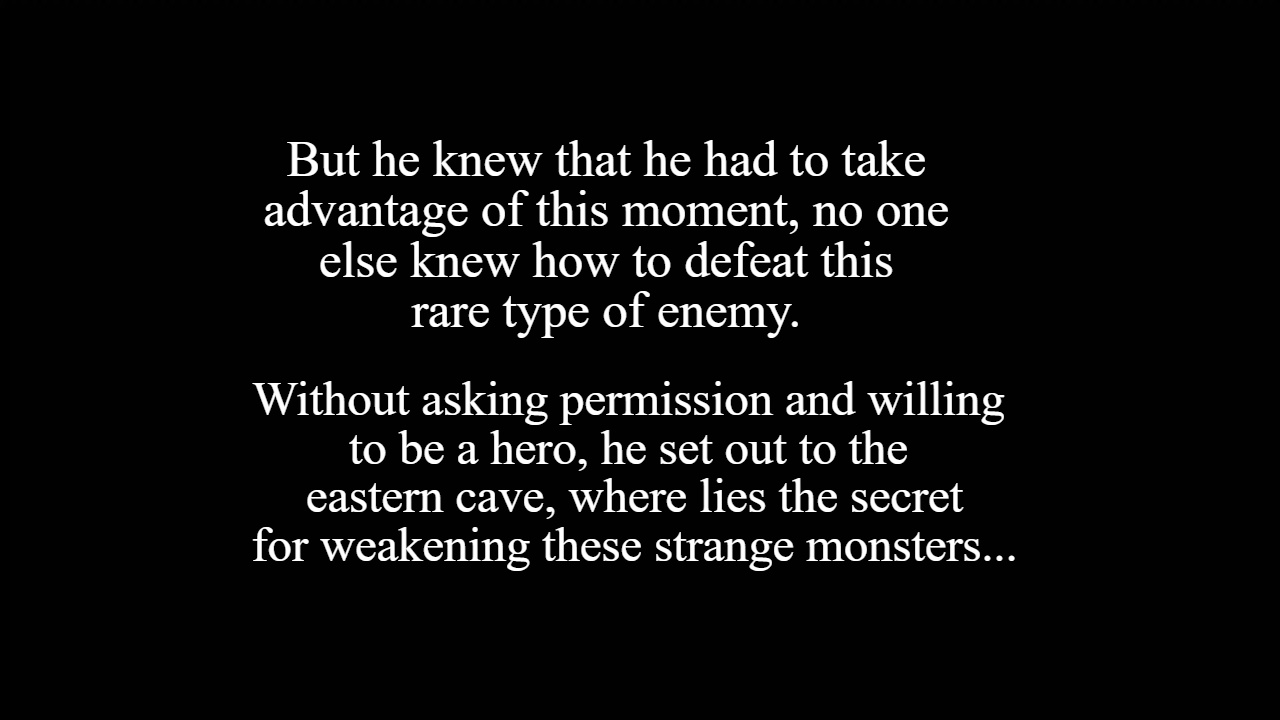 But he knew that he had to take
advantage of this moment, no one
else knew how to defeat this
rare type of enemy.
Without asking permission and willing
to be a hero, he set out to the
eastern cave, where lies the secret
for weakening these strange monsters...